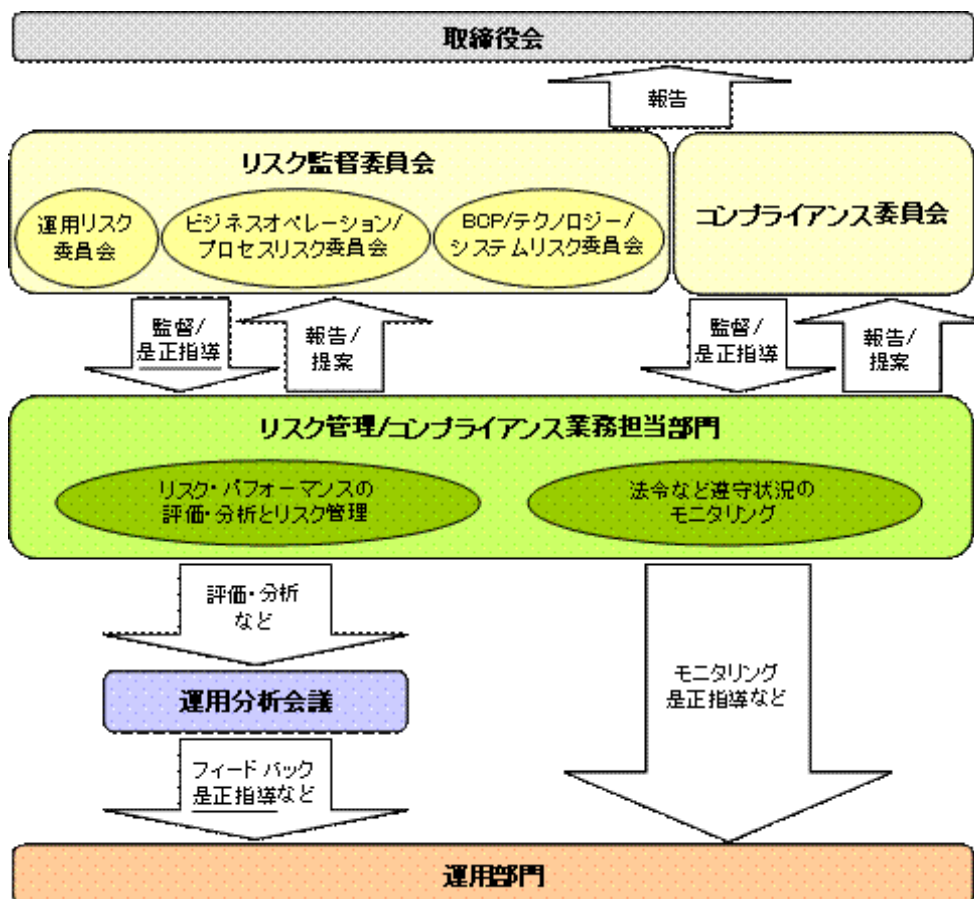 取締役会
報告
リスク監督委員会
運用リスク
委員会
ビジネスオペレーション/
プロセスリスク委員会
BCP/テクノロジー/
システムリスク委員会
コンプライアンス委員会
監督/
是正指導
報告/
提案
監督/
是正指導
報告/
提案
リスク管理/コンプライアンス業務担当部門
リスク・パフォーマンスの
評価・分析とリスク管理
法令など遵守状況の
モニタリング
評価・分析
など
運用分析会議
モニタリング
是正指導など
フィードバック
是正指導など
運用部門